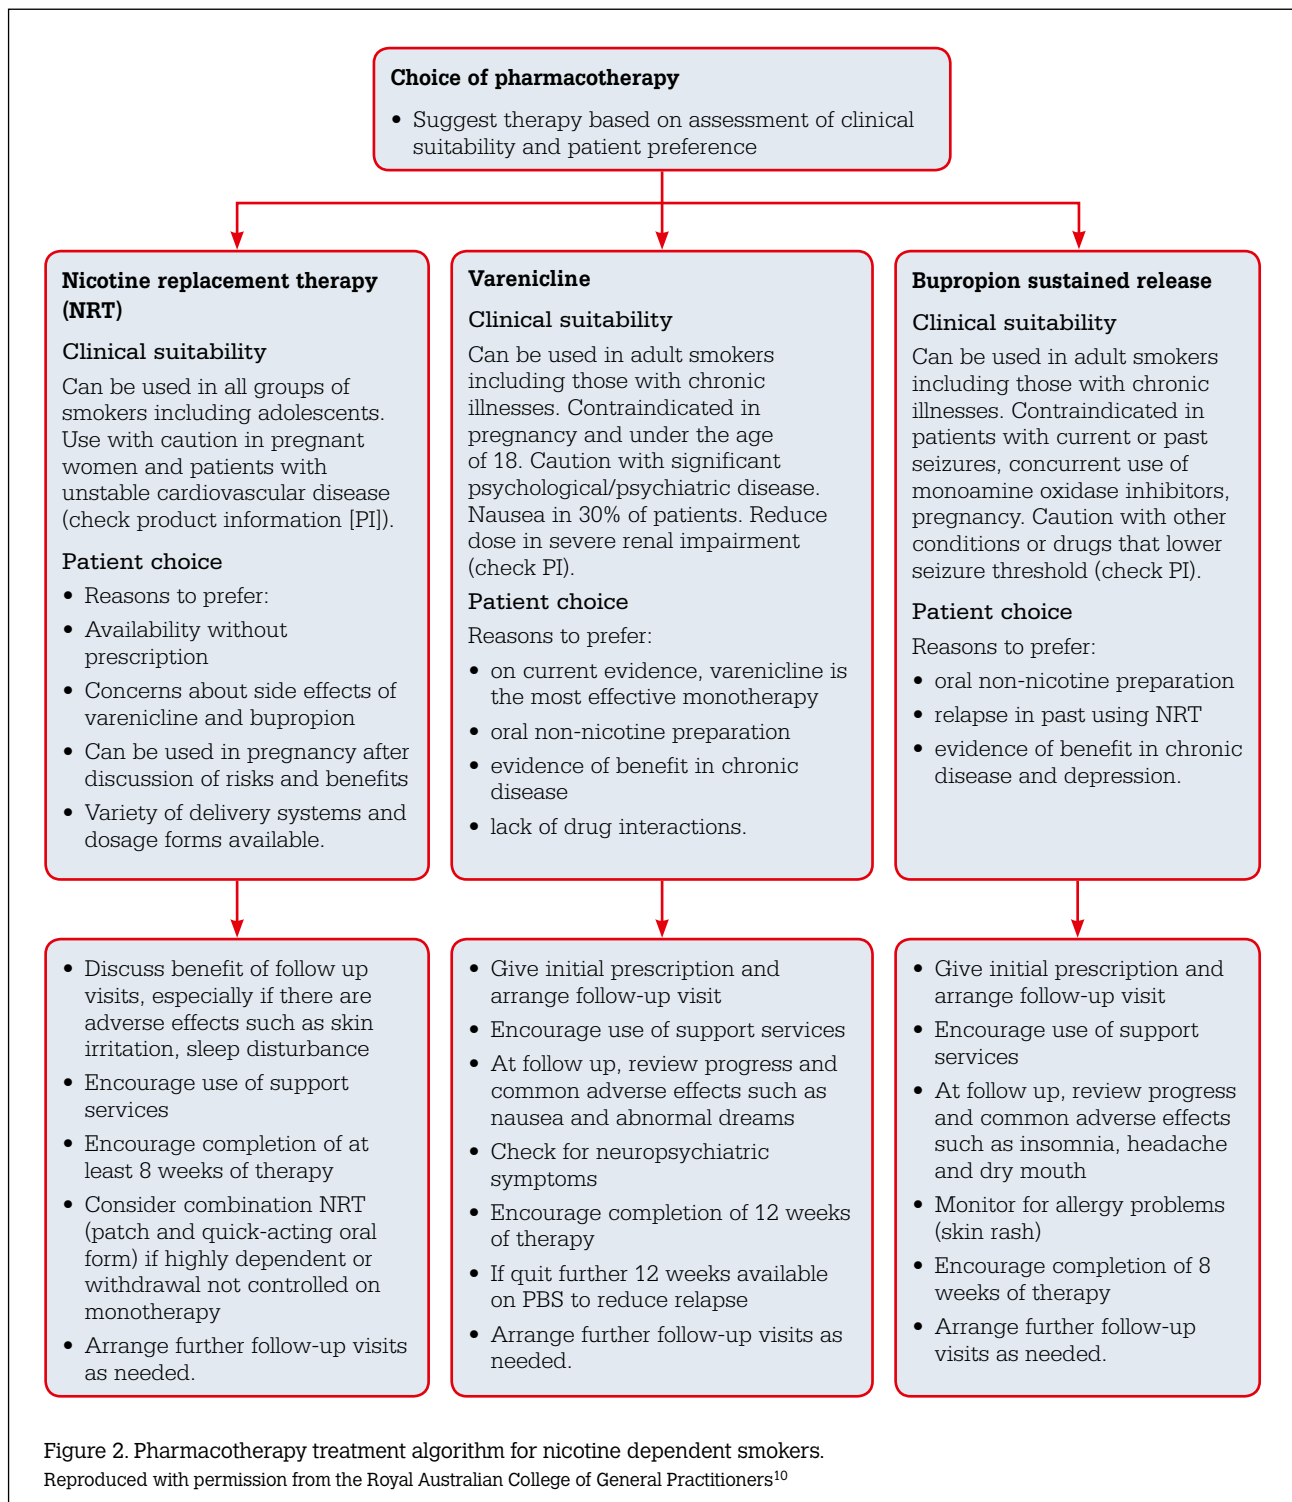 Choice of pharmacotherapy
• Suggest therapy based on assessment of clinical
suitability and patient preference
Nicotine replacement therapy
(NRT)
Clinical suitability
Can be used in all groups of
smokers including adolescents.
Use with caution in pregnant
women and patients with
unstable cardiovascular disease
(check product information [PI]).
Patient choice
• Reasons to prefer:
• Availability without
prescription
• Concerns about side effects of
varenicline and bupropion
• Can be used in pregnancy after
discussion of risks and benefits
• Variety of delivery systems and
dosage forms available.
Varenicline
Clinical suitability
Can be used in adult smokers
including those with chronic
illnesses. Contraindicated in
pregnancy and under the age
of 18. Caution with significant
psychological/psychiatric disease.
Nausea in 30% of patients. Reduce
dose in severe renal impairment
(check PI).
Patient choice
Reasons to prefer:
• on current evidence, varenicline is
the most effective monotherapy
• oral non-nicotine preparation
• evidence of benefit in chronic
disease
• lack of drug interactions.
Bupropion sustained release
Clinical suitability
Can be used in adult smokers
including those with chronic
illnesses. Contraindicated in
patients with current or past
seizures, concurrent use of
monoamine oxidase inhibitors,
pregnancy. Caution with other
conditions or drugs that lower
seizure threshold (check PI).
Patient choice
Reasons to prefer:
• oral non-nicotine preparation
• relapse in past using NRT
• evidence of benefit in chronic
disease and depression.
• Discuss benefit of follow up
visits, especially if there are
adverse effects such as skin
irritation, sleep disturbance
• Encourage use of support
services
• Encourage completion of at
least 8 weeks of therapy
• Consider combination NRT
(patch and quick-acting oral
form) if highly dependent or
withdrawal not controlled on
monotherapy
• Arrange further follow-up visits
as needed.
• Give initial prescription and
arrange follow-up visit
• Encourage use of support services
• At follow up, review progress and
common adverse effects such as
nausea and abnormal dreams
• Check for neuropsychiatric
symptoms
• Encourage completion of 12 weeks
of therapy
• If quit further 12 weeks available
on PBS to reduce relapse
• Arrange further follow-up visits as
needed.
• Give initial prescription and
arrange follow-up visit
• Encourage use of support
services
• At follow up, review progress
and common adverse effects
such as insomnia, headache
and dry mouth
• Monitor for allergy problems
(skin rash)
• Encourage completion of 8
weeks of therapy
• Arrange further follow-up
visits as needed.
Figure 2. Pharmacotherapy treatment algorithm for nicotine dependent smokers.
Reproduced with permission from the Royal Australian College of General Practitioners10